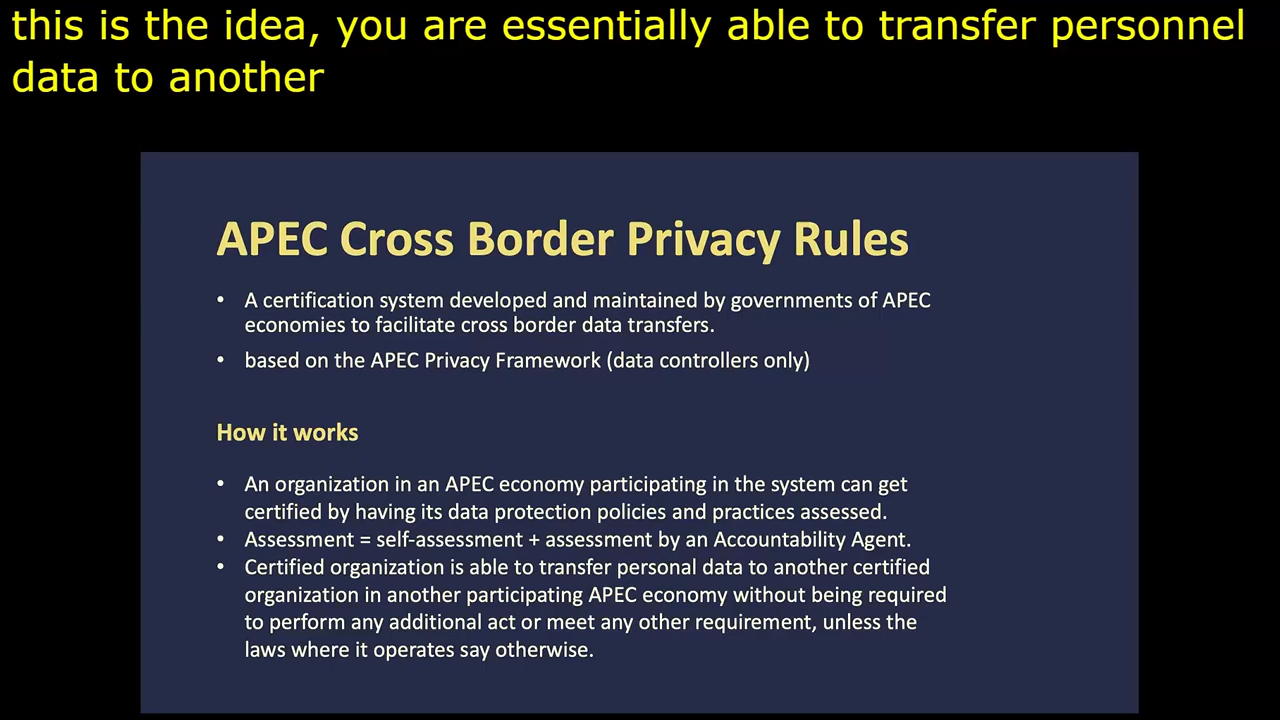 this is the idea, you are essentially able to transfer personnel
data to another
APEC Cross Border Privacy Rules
• A certification system developed and maintained by governments of APEC
economies to facilitate cross border data transfers.
• based on the APEC Privacy Framework (data controllers only)
How it works
• An organization in an APEC economy participating in the system can get
certified by having its data protection policies and practices assessed.
• Assessment = self-assessment + assessment by an Accountability Agent.
• Certified organization is able to transfer personal data to another certified
organization in another participating APEC economy without being required
to perform any additional act or meet any other requirement, unless the
laws where it operates say otherwise.